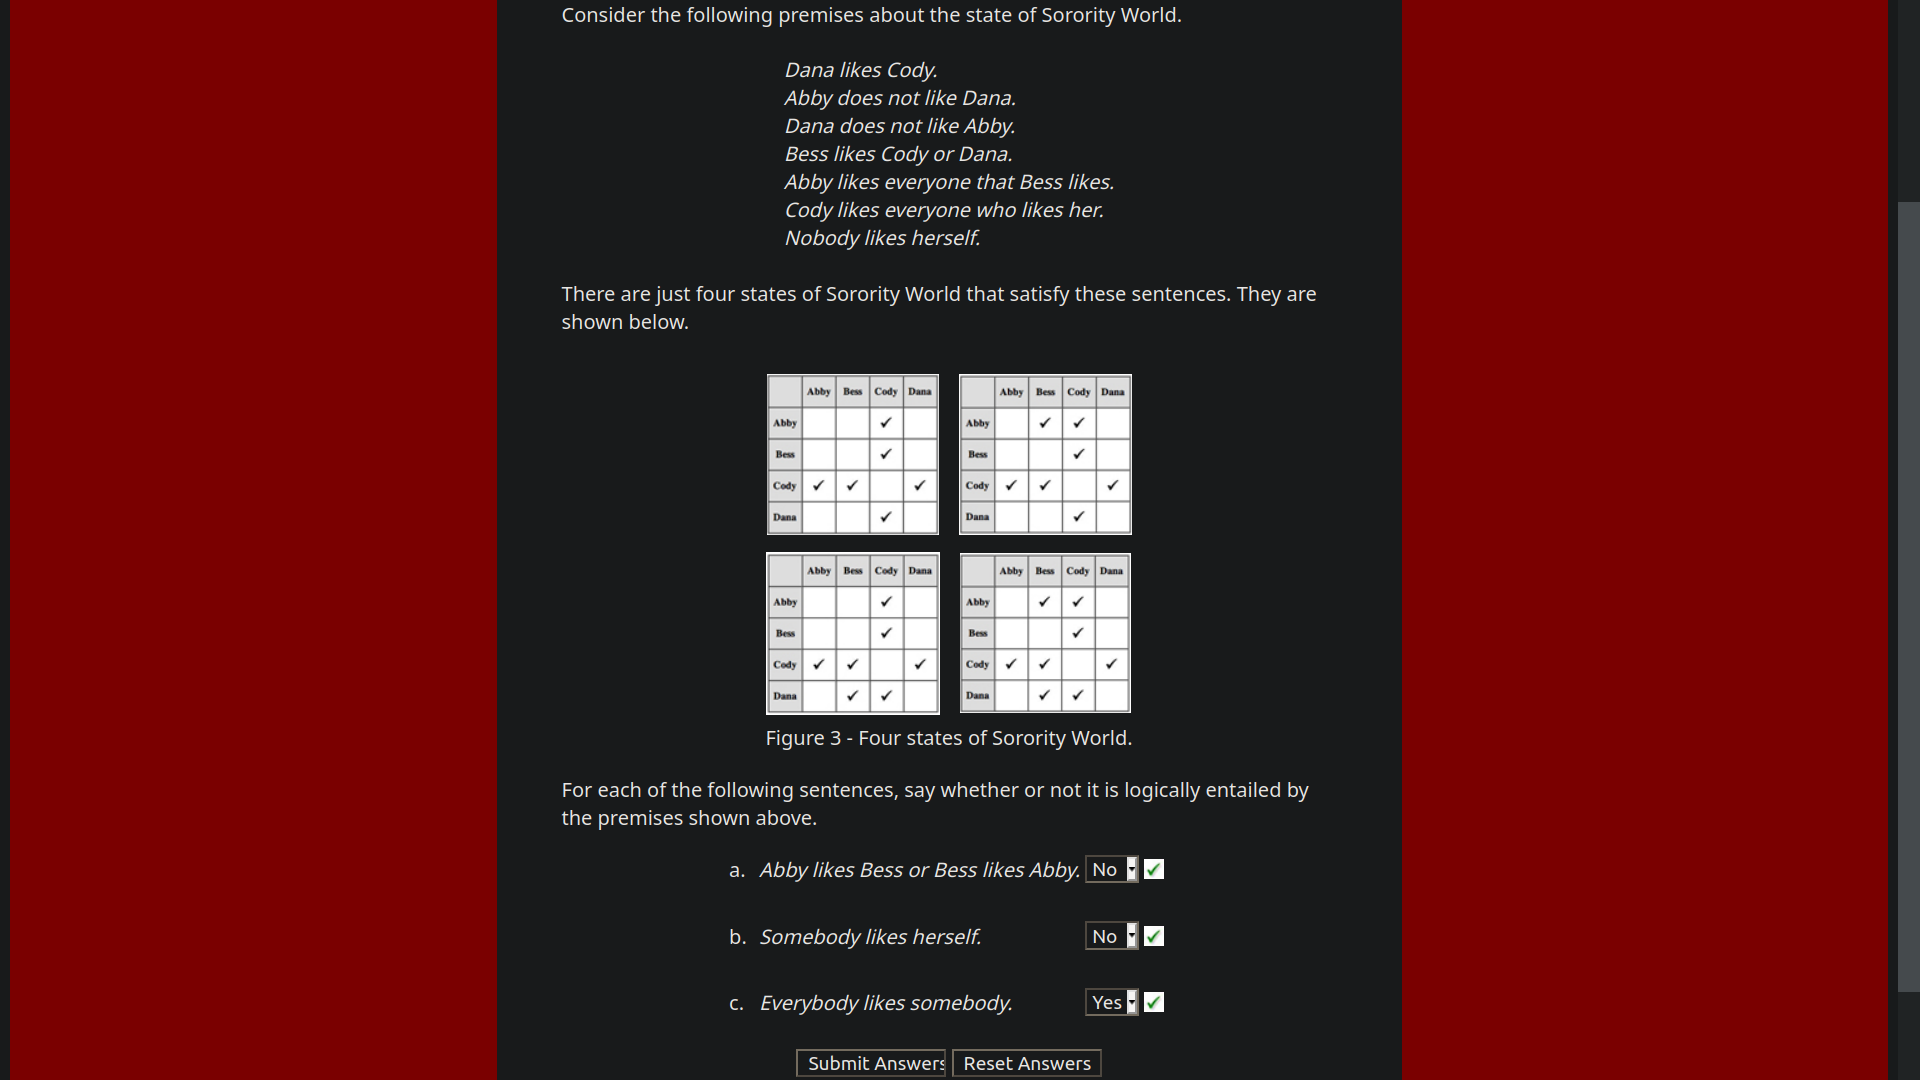 Consider the following premises about the state of Sorority World.
Dana likes Cody.
Abby does not like Dana.
Dana does not like Abby.
Bess likes Cody or Dana.
Abby likes everyone that Bess likes.
Cody likes everyone who likes her.
Nobody likes herself.
There are just four states of Sorority World that satisfy these sentences. They are
shown below.
Abby Bess Cody Dana
Abby ✓
Bess ✓
Cody ✓ ✓ ✓
Dana ✓
Abby Bess Cody Dana
Abby ✓ ✓
Bess ✓
Cody ✓ ✓ ✓
Dana ✓
Abby Bess Cody Dana
Abby ✓
Bess ✓
Cody ✓ ✓ ✓
Dana ✓ ✓
Abby Bess Cody Dana
Abby ✓ ✓
Bess ✓
Cody ✓ ✓ ✓
Dana ✓ ✓
Figure 3 - Four states of Sorority World.
For each of the following sentences, say whether or not it is logically entailed by
the premises shown above.
a. Abby likes Bess or Bess likes Abby. No
b. Somebody likes herself. No
c. Everybody likes somebody. Yes
Submit Answers Reset Answers